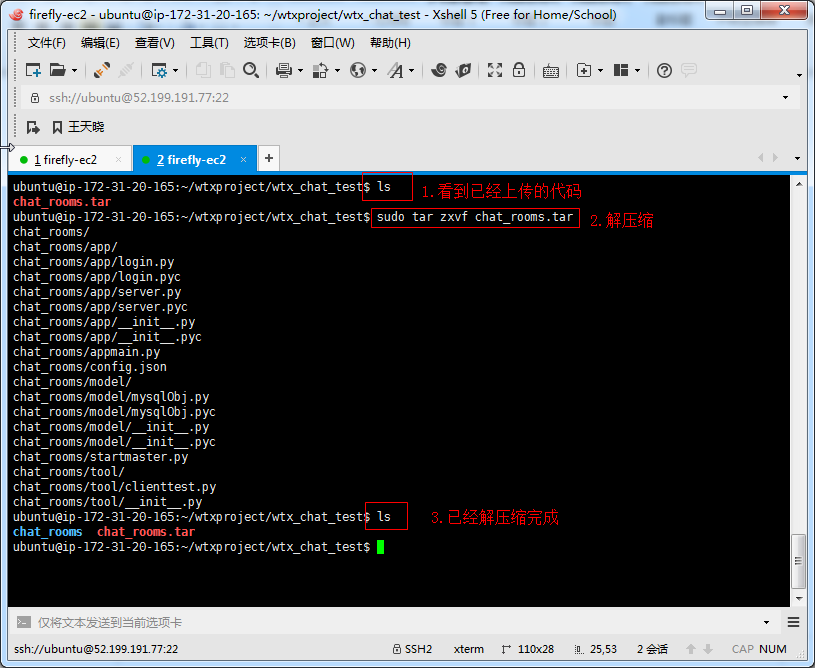 firefly-ec2 - ubuntu@ip-172-31-20-165: ~/wtxproject/wtx_chat_test - Xshell 5 (Free for Home/School)
文件(F) 编辑(E) 查看(V) 工具(T) 选项卡(B) 窗口(W) 帮助(H)
ssh://ubuntu@52.199.191.77:22
王天晓
1 firefly-ec2 × 2 firefly-ec2 × +
ubuntu@ip-172-31-20-165:~/wtxproject/wtx_chat_test$ ls 1.看到已经上传的代码
chat_rooms.tar
ubuntu@ip-172-31-20-165:~/wtxproject/wtx_chat_test$ sudo tar zxvf chat_rooms.tar 2.解压缩
chat_rooms/
chat_rooms/app/
chat_rooms/app/login.py
chat_rooms/app/login.pyc
chat_rooms/app/server.py
chat_rooms/app/server.pyc
chat_rooms/app/__init__.py
chat_rooms/app/__init__.pyc
chat_rooms/appmain.py
chat_rooms/config.json
chat_rooms/model/
chat_rooms/model/mysqlObj.py
chat_rooms/model/mysqlObj.pyc
chat_rooms/model/__init__.py
chat_rooms/model/__init__.pyc
chat_rooms/startmaster.py
chat_rooms/tool/
chat_rooms/tool/clienttest.py
chat_rooms/tool/__init__.py
ubuntu@ip-172-31-20-165:~/wtxproject/wtx_chat_test$ ls 3.已经解压缩完成
chat_rooms chat_rooms.tar
ubuntu@ip-172-31-20-165:~/wtxproject/wtx_chat_test$
仅将文本发送到当前选项卡
ssh://ubuntu@52.199.191.77:22 SSH2 xterm 110x28 25,53 2 会话 CAP NUM